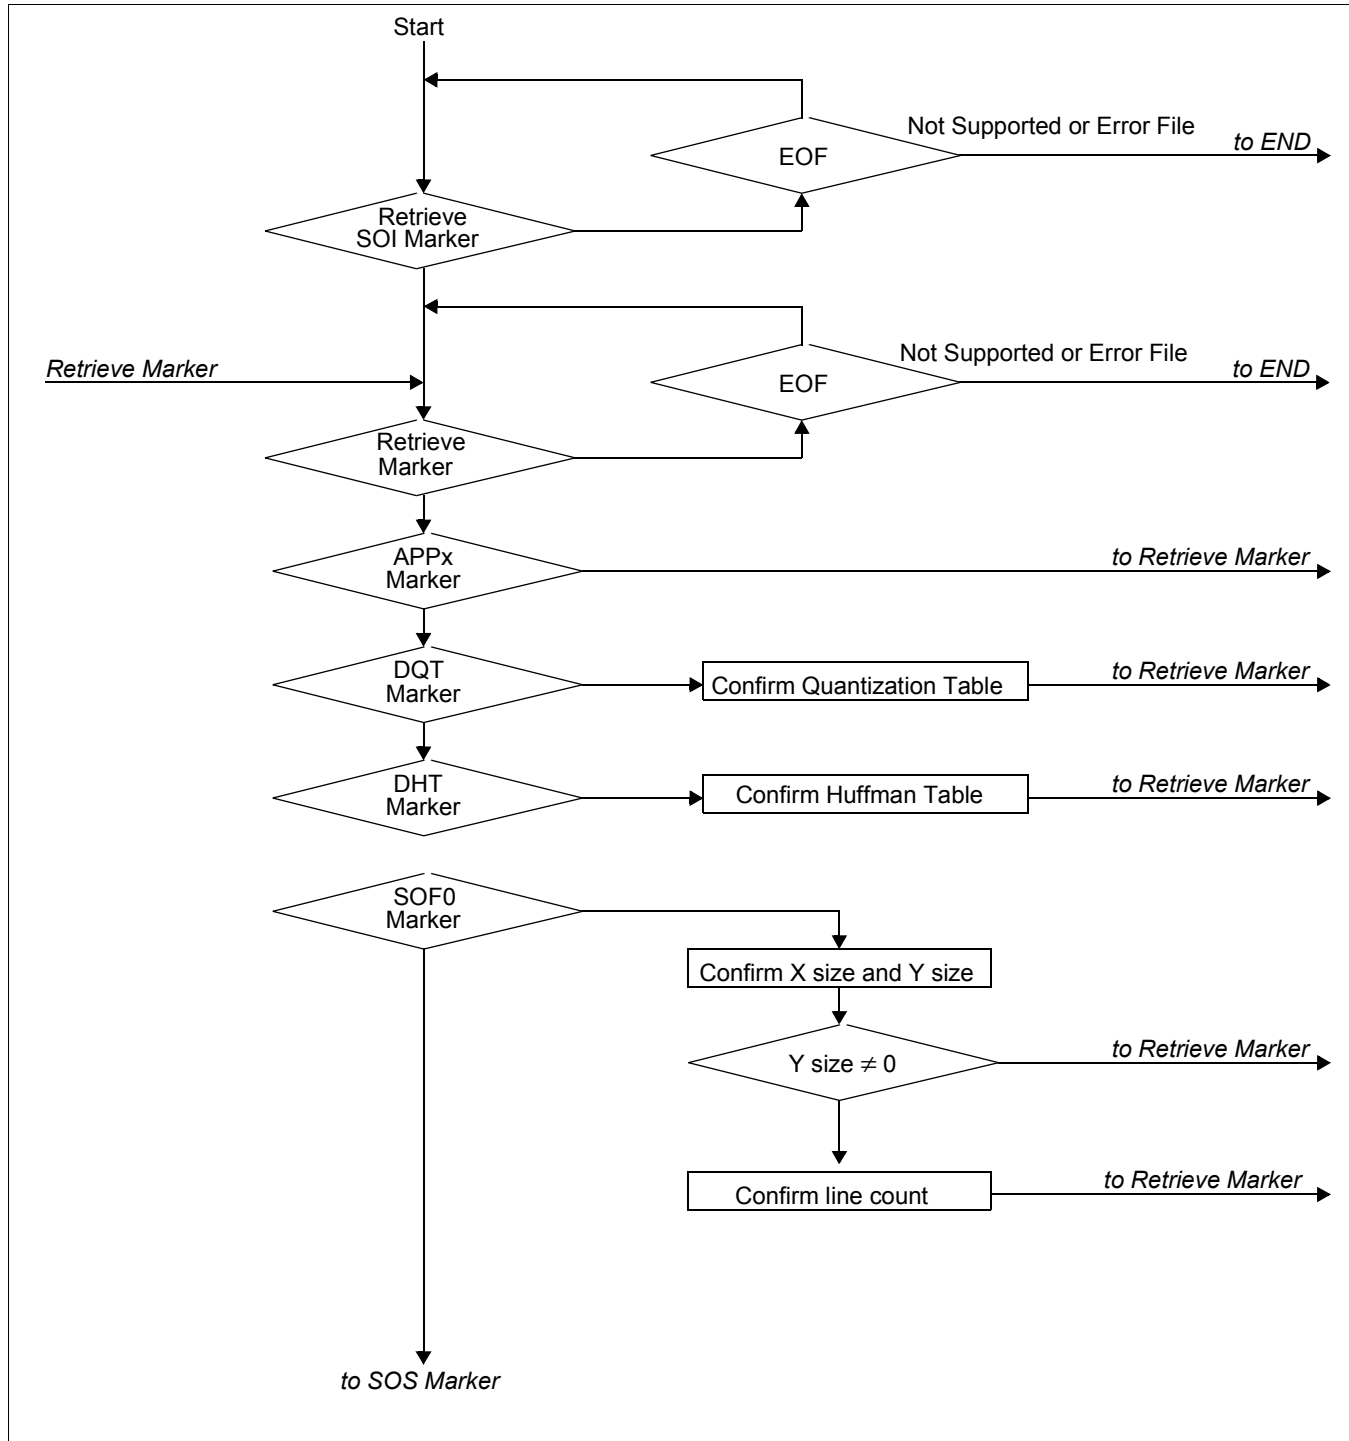 Start
Not Supported or Error File
to END
EOF
Retrieve
SOI Marker
Not Supported or Error File
to END
Retrieve Marker
EOF
Retrieve
Marker
APPx
Marker
to Retrieve Marker
DQT
Marker
Confirm Quantization Table
to Retrieve Marker
DHT
Marker
Confirm Huffman Table
to Retrieve Marker
SOF0
Marker
Confirm X size and Y size
Y size ≠ 0
to Retrieve Marker
Confirm line count
to Retrieve Marker
to SOS Marker